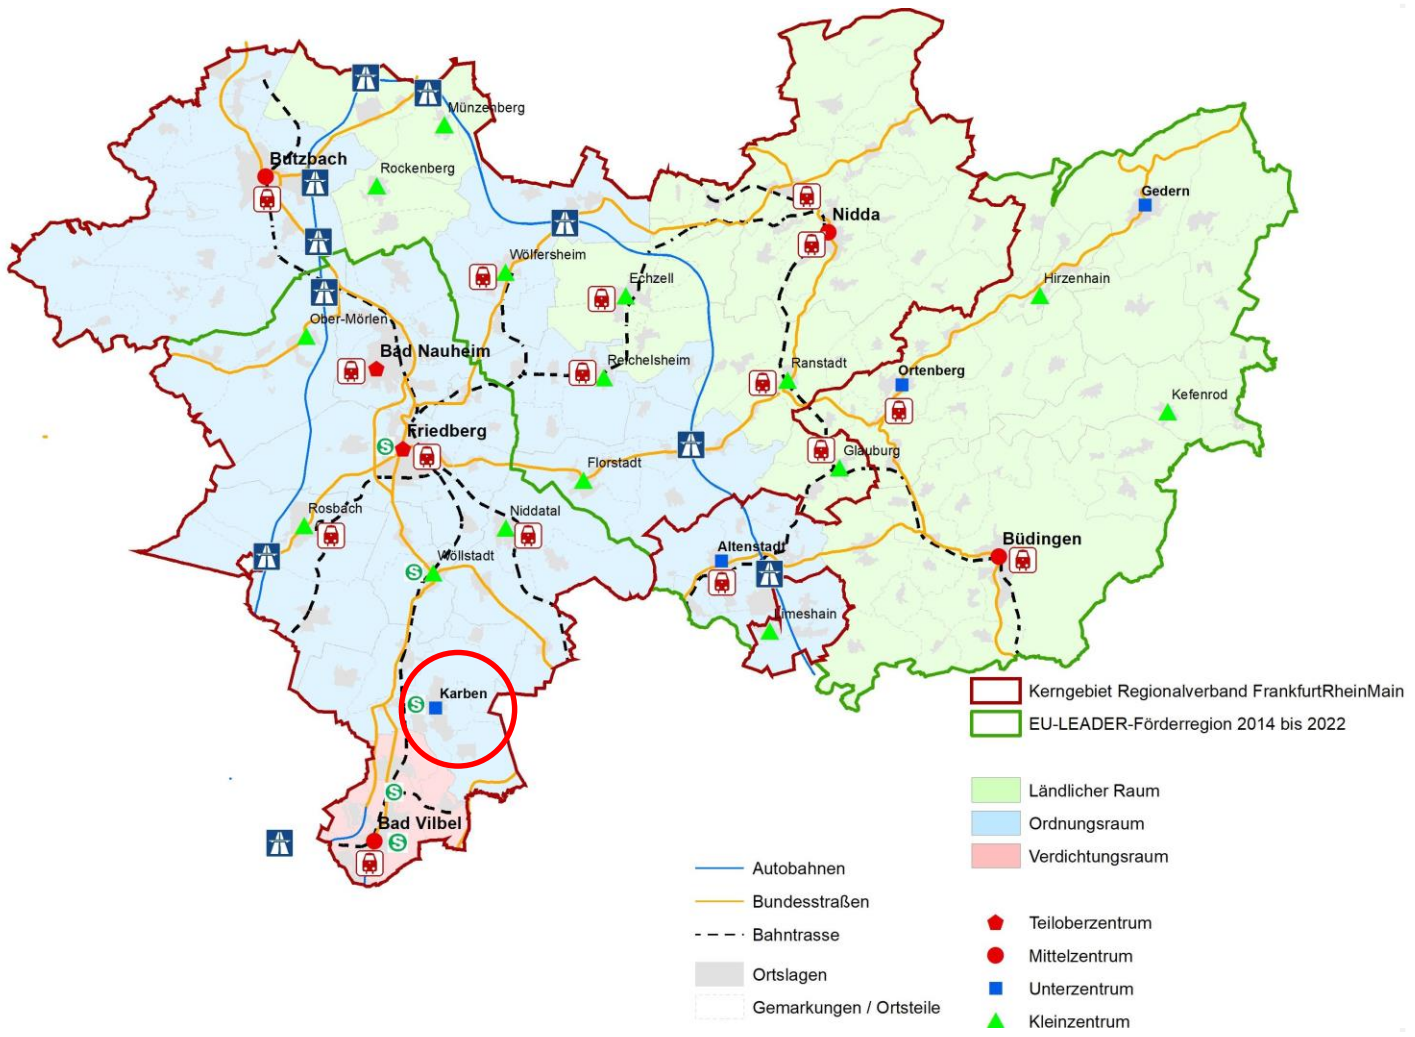 Münzenberg
Butzbach
Rockenberg
Gedern
Nidda
Wölfersheim
Echzell
Hirzenhain
Ober-Mörlen
Bad Nauheim
Reichelsheim
Ranstadt
Ortenberg
Kefenrod
Friedberg
S
Glauburg
Florstadt
Rosbach
Niddatal
Büdingen
Altenstadt
Wöllstadt
S
Limeshain
Karben
S
Kerngebiet Regionalverband FrankfurtRheinMain
EU-LEADER-Förderregion 2014 bis 2022
S
Bad Vilbel
S
Ländlicher Raum
Ordnungsraum
Verdichtungsraum
Autobahnen
Bundesstraßen
Bahntrasse
Ortslagen
Gemarkungen / Ortsteile
Teiloberzentrum
Mittelzentrum
Unterzentrum
Kleinzentrum